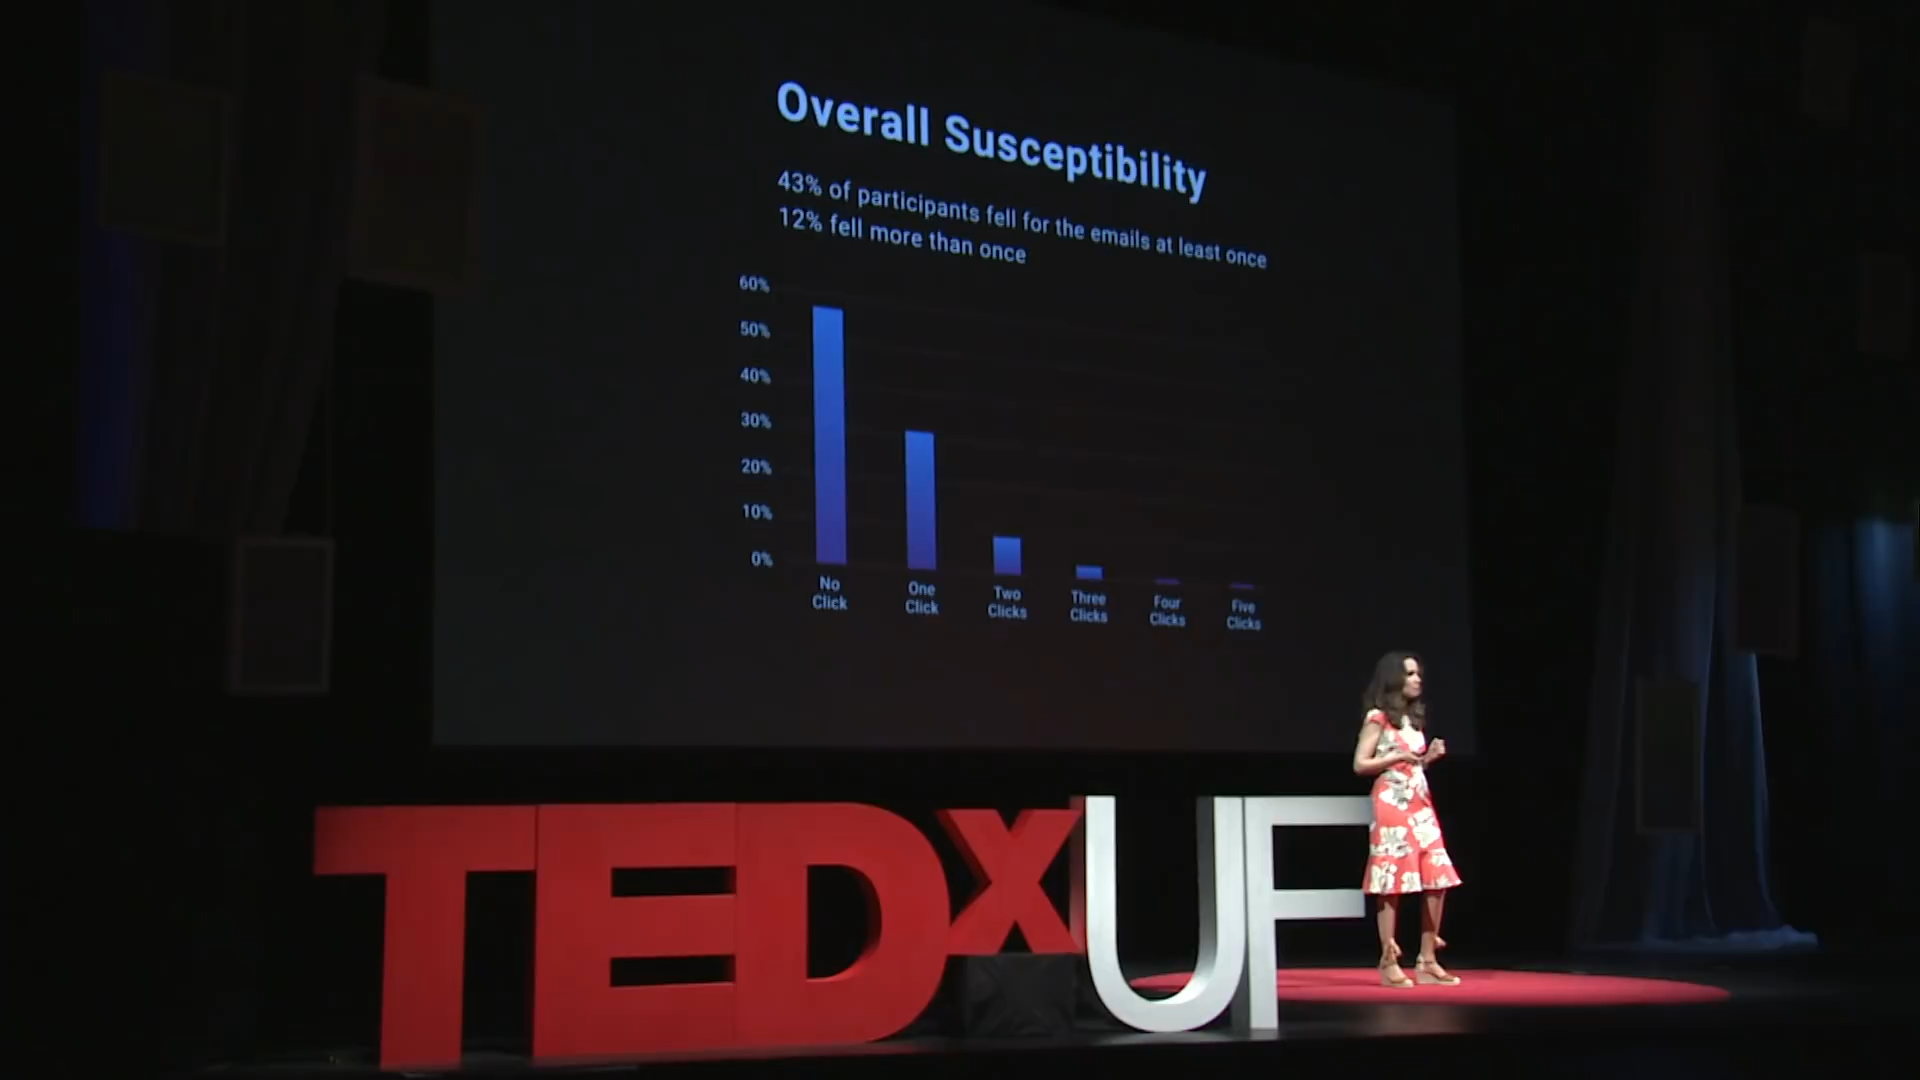 Overall Susceptibility
43% of participants fell for the emails at least once
12% fell more than once
60%
50%
40%
30%
20%
10%
0%
No
Click
One
Click
Two
Clicks
Three
Clicks
Four
Clicks
Five
Clicks
TEDxUF